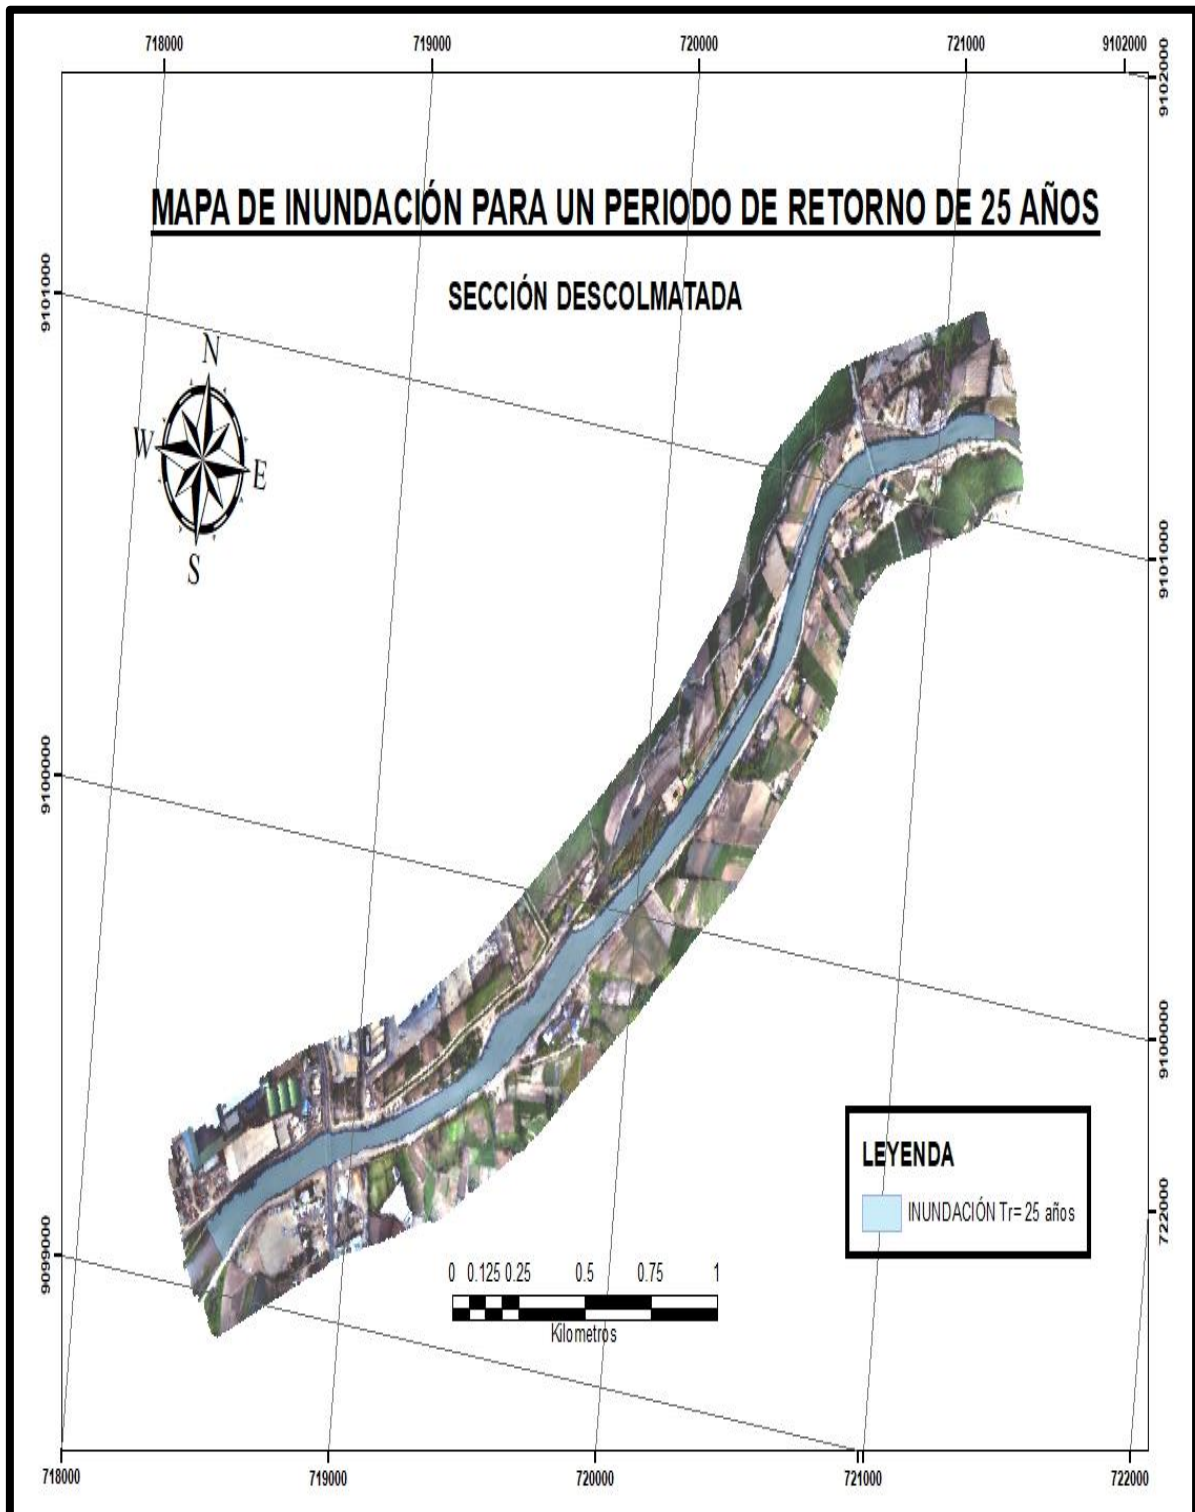 718000 719000 720000 721000 9102000
9102000
MAPA DE INUNDACIÓN PARA UN PERIODO DE RETORNO DE 25 AÑOS
SECCIÓN DESCOLMATADA
9101000
N
W
E
S
9101000
9100000
9100000
LEYENDA
INUNDACIÓN Tr= 25 años
722000
9099000
0 0.125 0.25 0.5 0.75 1
Kilometros
718000 719000 720000 721000 722000